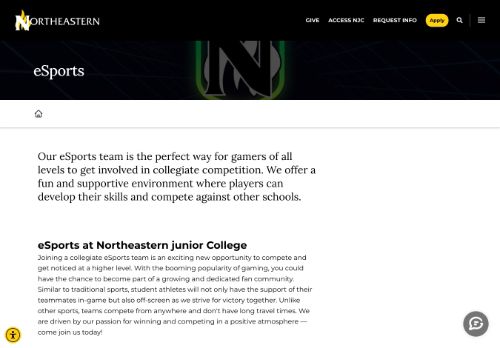 NORTHEASTERN
GIVE ACCESS NJC REQUEST INFO Apply
eSports
Our eSports team is the perfect way for gamers of all
levels to get involved in collegiate competition. We offer a
fun and supportive environment where players can
develop their skills and compete against other schools.
eSports at Northeastern junior College
Joining a collegiate eSports team is an exciting new opportunity to compete and
get noticed at a higher level. With the booming popularity of gaming, you could
have the chance to become part of a growing and dedicated fan community.
Similar to traditional sports, student athletes will not only have the support of their
teammates in-game but also off-screen as we strive for victory together. Unlike
other sports, teams compete from anywhere and don't have long travel times. We
are driven by our passion for winning and competing in a positive atmosphere —
come join us today!